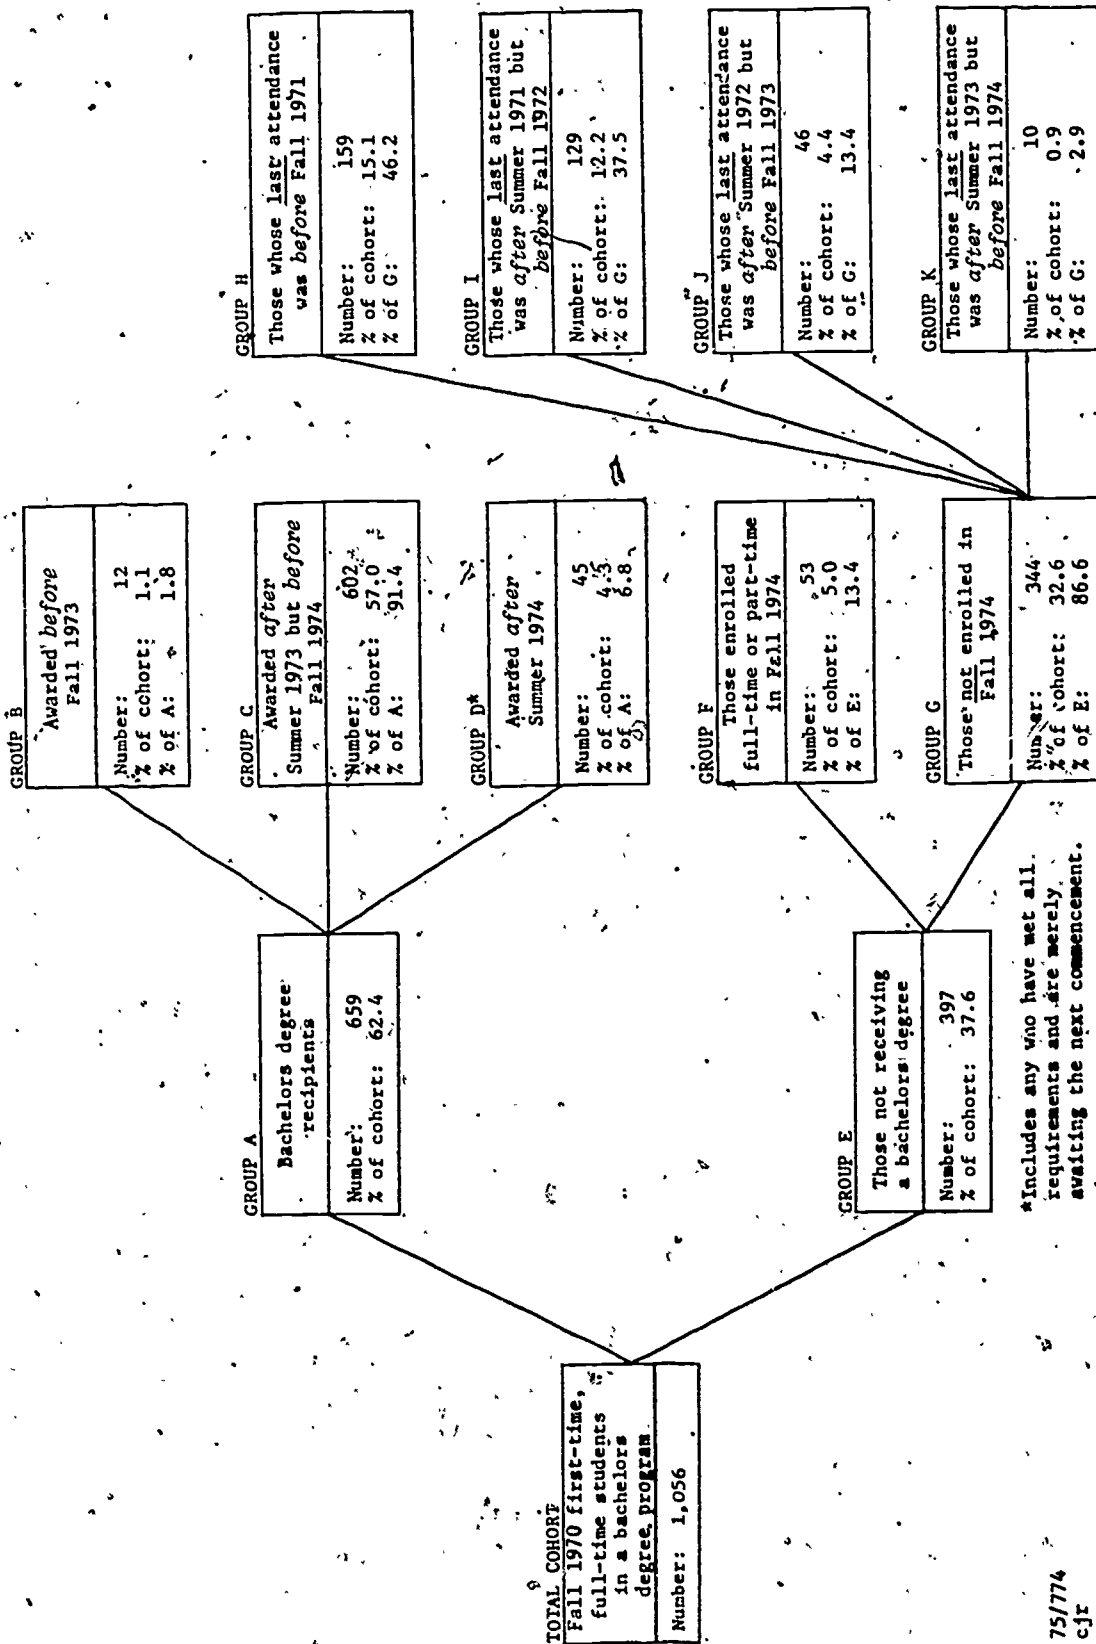 TOTAL COHORT
Fall 1970 first-time,
full-time students
in a bachelors
degree program
Number: 1,056
GROUP A
Bachelors degree
recipients
Number: 659
% of cohort: 62.4
GROUP E
Those not receiving
a bachelors degree
Number: 397
% of cohort: 37.6
GROUP B
Awarded before
Fall 1973
Number: 12
% of cohort: 1.1
% of A: 1.8
GROUP C
Awarded after
Summer 1973 but before
Fall 1974
Number: 602
% of cohort: 57.0
% of A: 91.4
GROUP D*
Awarded after
Summer 1974
Number: 45
% of cohort: 4.3
% of A: 6.8
GROUP F
Those enrolled
full-time or part-time
in Fall 1974
Number: 53
% of cohort: 5.0
% of E: 13.4
GROUP G
Those not enrolled in
Fall 1974
Number: 344
% of cohort: 32.6
% of E: 86.6
GROUP H
Those whose last attendance
was before Fall 1971
Number: 159
% of cohort: 15.1
% of G: 46.2
GROUP I
Those whose last attendance
was after Summer 1971 but
before Fall 1972
Number: 129
% of cohort: 12.2
% of G: 37.5
GROUP J
Those whose last attendance
was after Summer 1972 but
before Fall 1973
Number: 46
% of cohort: 4.4
% of G: 13.4
GROUP K
Those whose last attendance
was after Summer 1973 but
before Fall 1974
Number: 10
% of cohort: 0.9
% of G: 2.9
*Includes any who have met all
requirements and are merely
awaiting the next commencement.
75/774
cjr